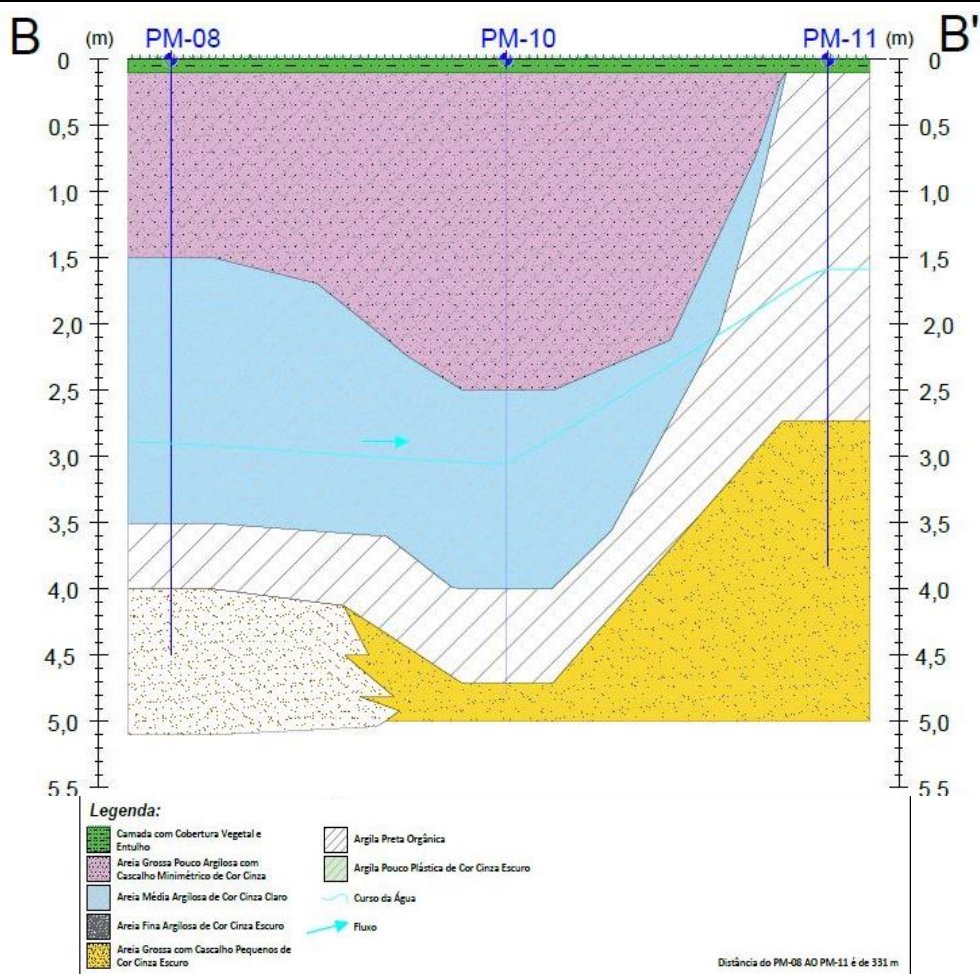 B (m) PM-08 PM-10 PM-11 (m) B'
0 0
0,5 0,5
1,0 1,0
1,5 1,5
2,0 2,0
2,5 2,5
3,0 3,0
3,5 3,5
4,0 4,0
4,5 4,5
5,0 5,0
5,5 5,5
Legenda:
Camada com Cobertura Vegetal e
Entulho
Areia Grossa Pouco Argilosa com
Cascalho Minimétrico de Cor Cinza
Areia Média Argilosa de Cor Cinza Claro
Areia Fina Argilosa de Cor Cinza Escuro
Areia Grossa com Cascalho Pequenos de
Cor Cinza Escuro
Argila Preta Orgânica
Argila Pouco Plástica de Cor Cinza Escuro
Curso da Água
Fluxo
Distância do PM-08 AO PM-11 é de 331 m